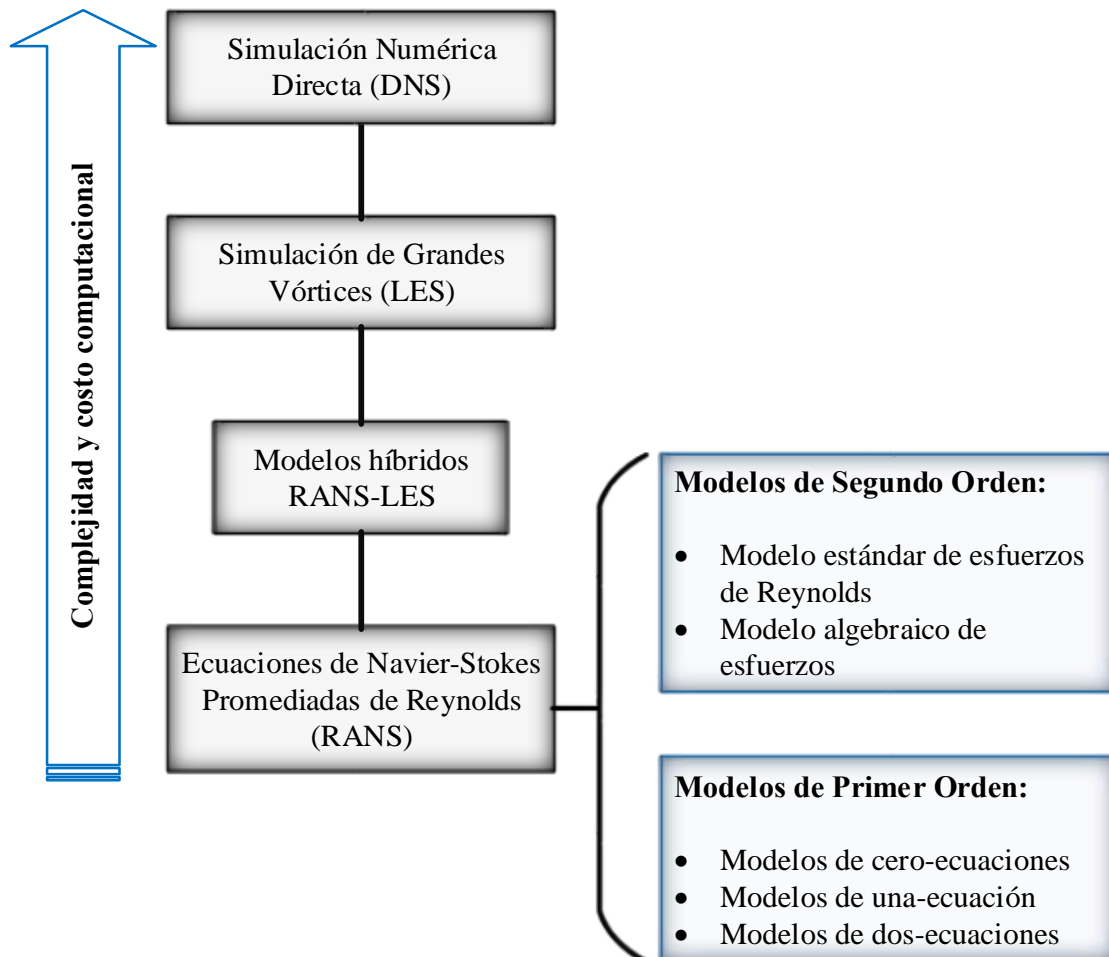 Simulación Numérica
Directa (DNS)
Complejidad y costo computacional
Simulación de Grandes
Vórtices (LES)
Modelos híbridos
RANS-LES
Ecuaciones de Navier-Stokes
Promediadas de Reynolds
(RANS)
Modelos de Segundo Orden:
• Modelo estándar de esfuerzos
de Reynolds
• Modelo algebraico de
esfuerzos
Modelos de Primer Orden:
• Modelos de cero-ecuaciones
• Modelos de una-ecuación
• Modelos de dos-ecuaciones